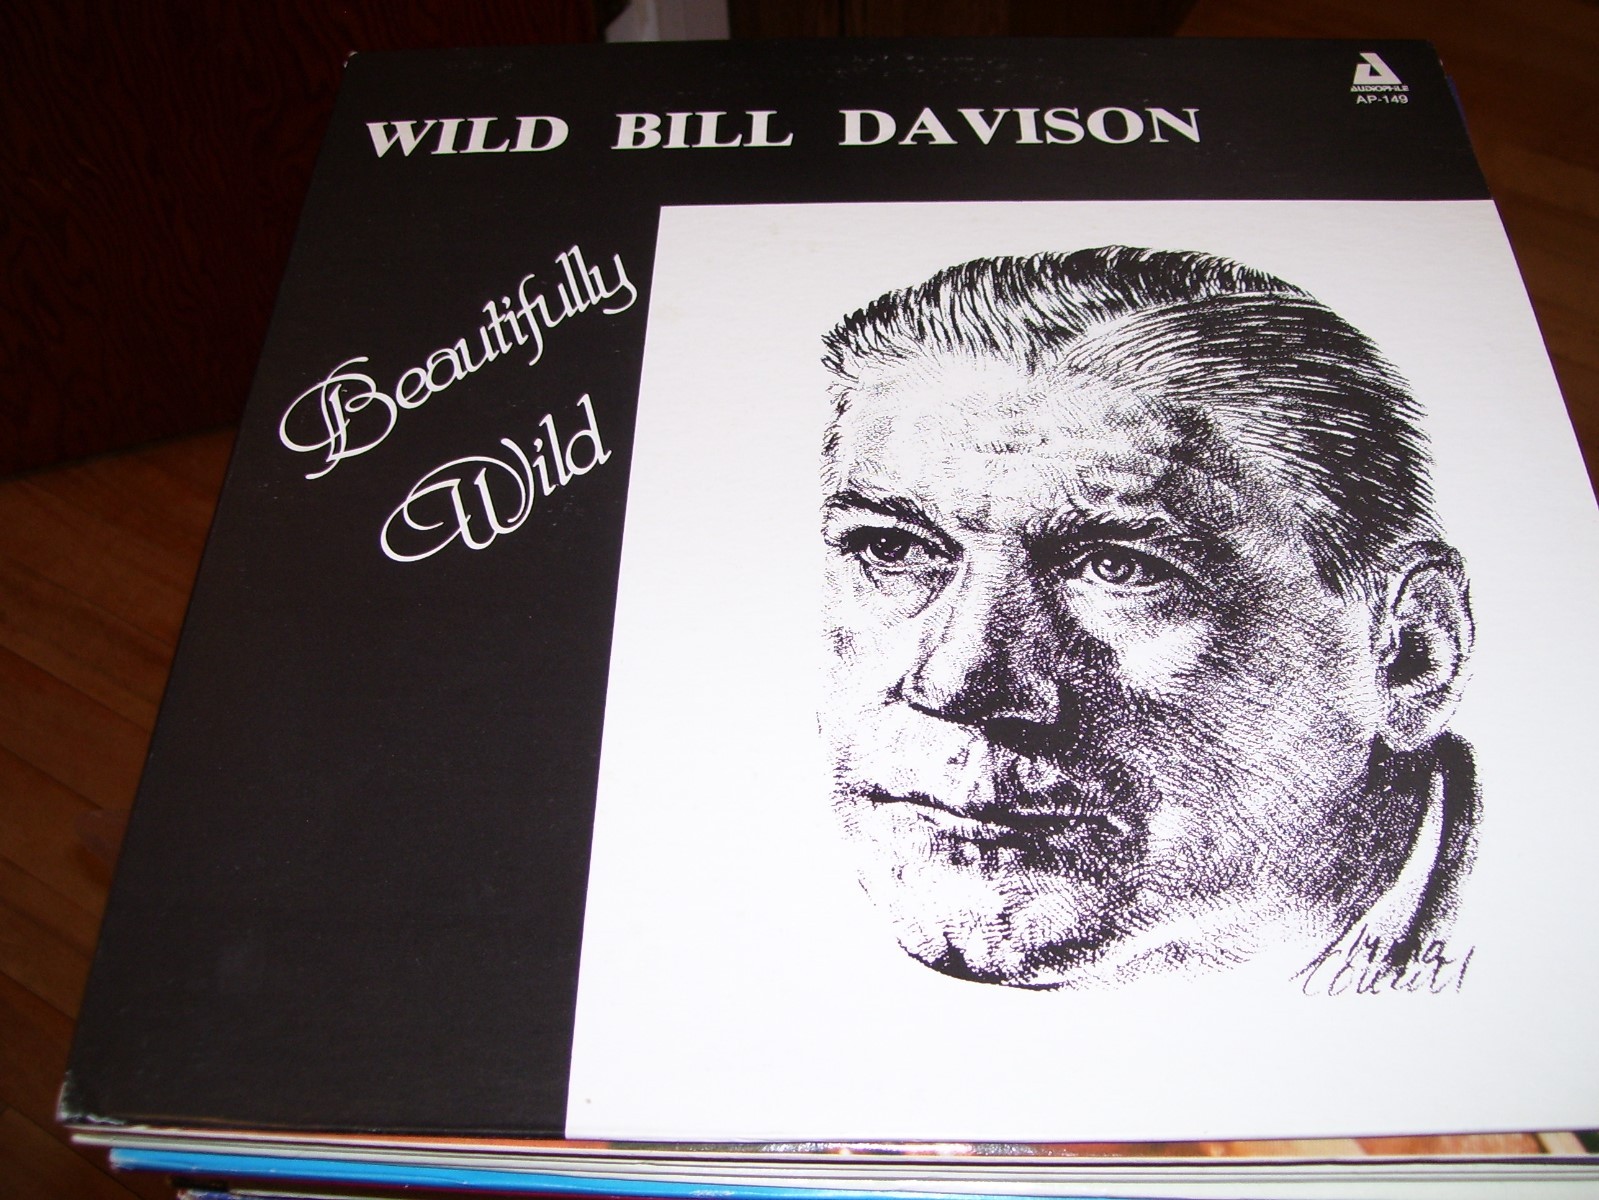 AUDIOPHILE
AP-149
WILD BILL DAVISON
Beautifully
Wild